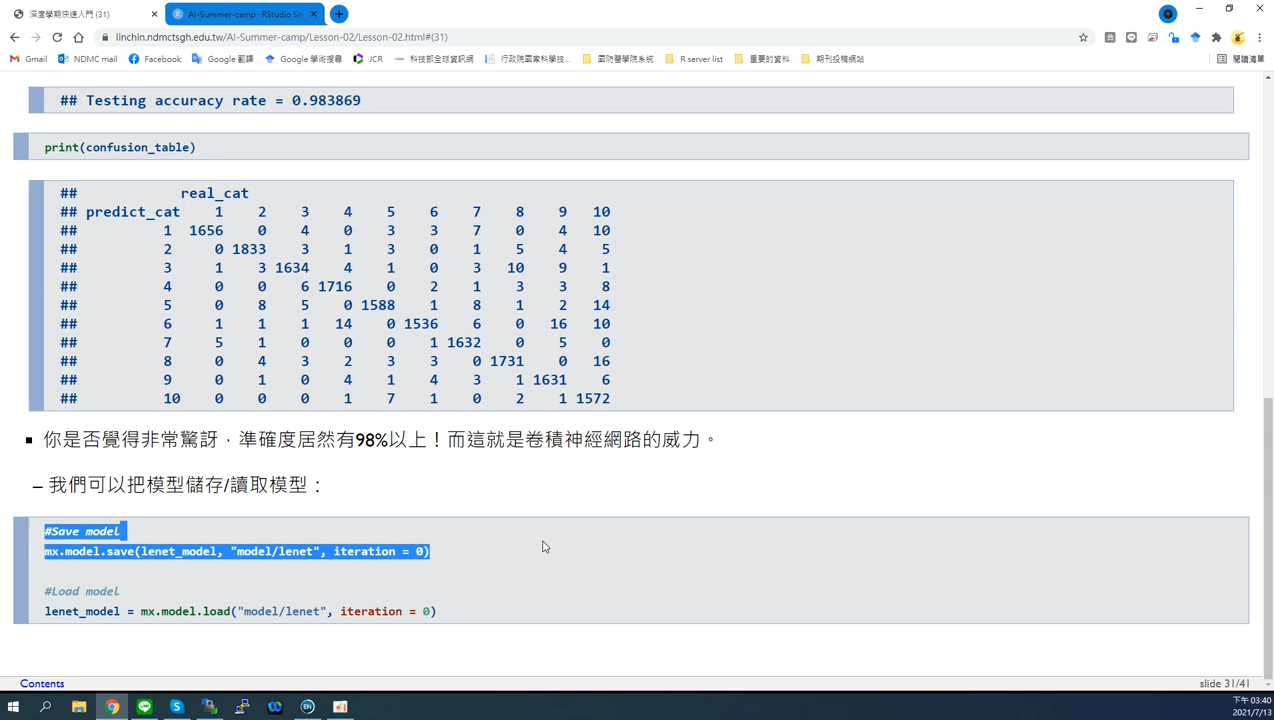 深度學期快速入門 (31)
AI-Summer-camp · RStudio Se
linchin.ndmctsgh.edu.tw/AI-Summer-camp/Lesson-02/Lesson-02.html#(31)
Gmail NDMC mail Facebook Google 翻譯 Google 學術搜尋 JCR 科技部全球資訊網 行政院國家科學技... 國防醫學院系統 R server list 重要的資料 期刊投稿網站 閱讀清單
## Testing accuracy rate = 0.983869
print(confusion_table)
## real_cat
## predict_cat 1 2 3 4 5 6 7 8 9 10
## 1 1656 0 4 0 3 3 7 0 4 10
## 2 0 1833 3 1 3 0 1 5 4 5
## 3 1 3 1634 4 1 0 3 10 9 1
## 4 0 0 6 1716 0 2 1 3 3 8
## 5 0 8 5 0 1588 1 8 1 2 14
## 6 1 1 1 14 0 1536 6 0 16 10
## 7 5 1 0 0 0 1 1632 0 5 0
## 8 0 4 3 2 3 3 0 1731 0 16
## 9 0 1 0 4 1 4 3 1 1631 6
## 10 0 0 0 1 7 1 0 2 1 1572
你是否覺得非常驚訝，準確度居然有98%以上！而這就是卷積神經網路的威力。
– 我們可以把模型儲存/讀取模型：
#Save model
mx.model.save(lenet_model, "model/lenet", iteration = 0)
#Load model
lenet_model = mx.model.load("model/lenet", iteration = 0)
Contents
slide 31/41
EN
下午 03:40
2021/7/13